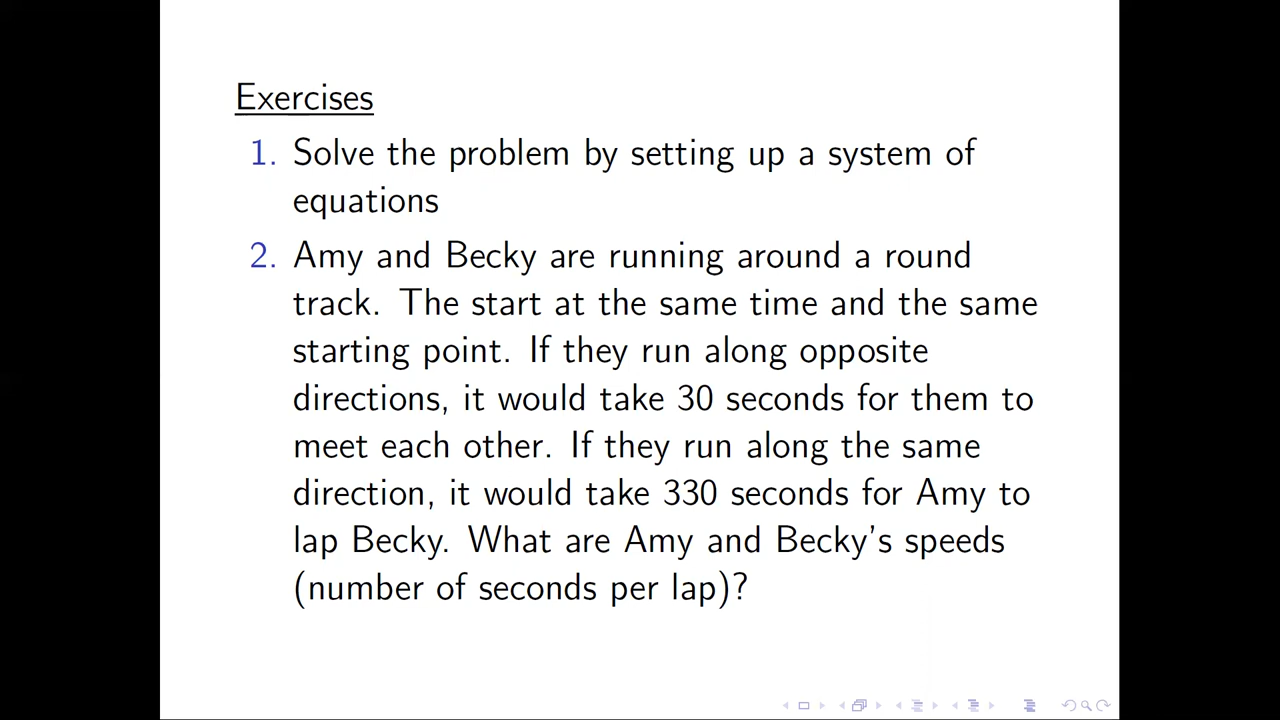 Exercises
1. Solve the problem by setting up a system of
equations
2. Amy and Becky are running around a round
track. The start at the same time and the same
starting point. If they run along opposite
directions, it would take 30 seconds for them to
meet each other. If they run along the same
direction, it would take 330 seconds for Amy to
lap Becky. What are Amy and Becky's speeds
(number of seconds per lap)?